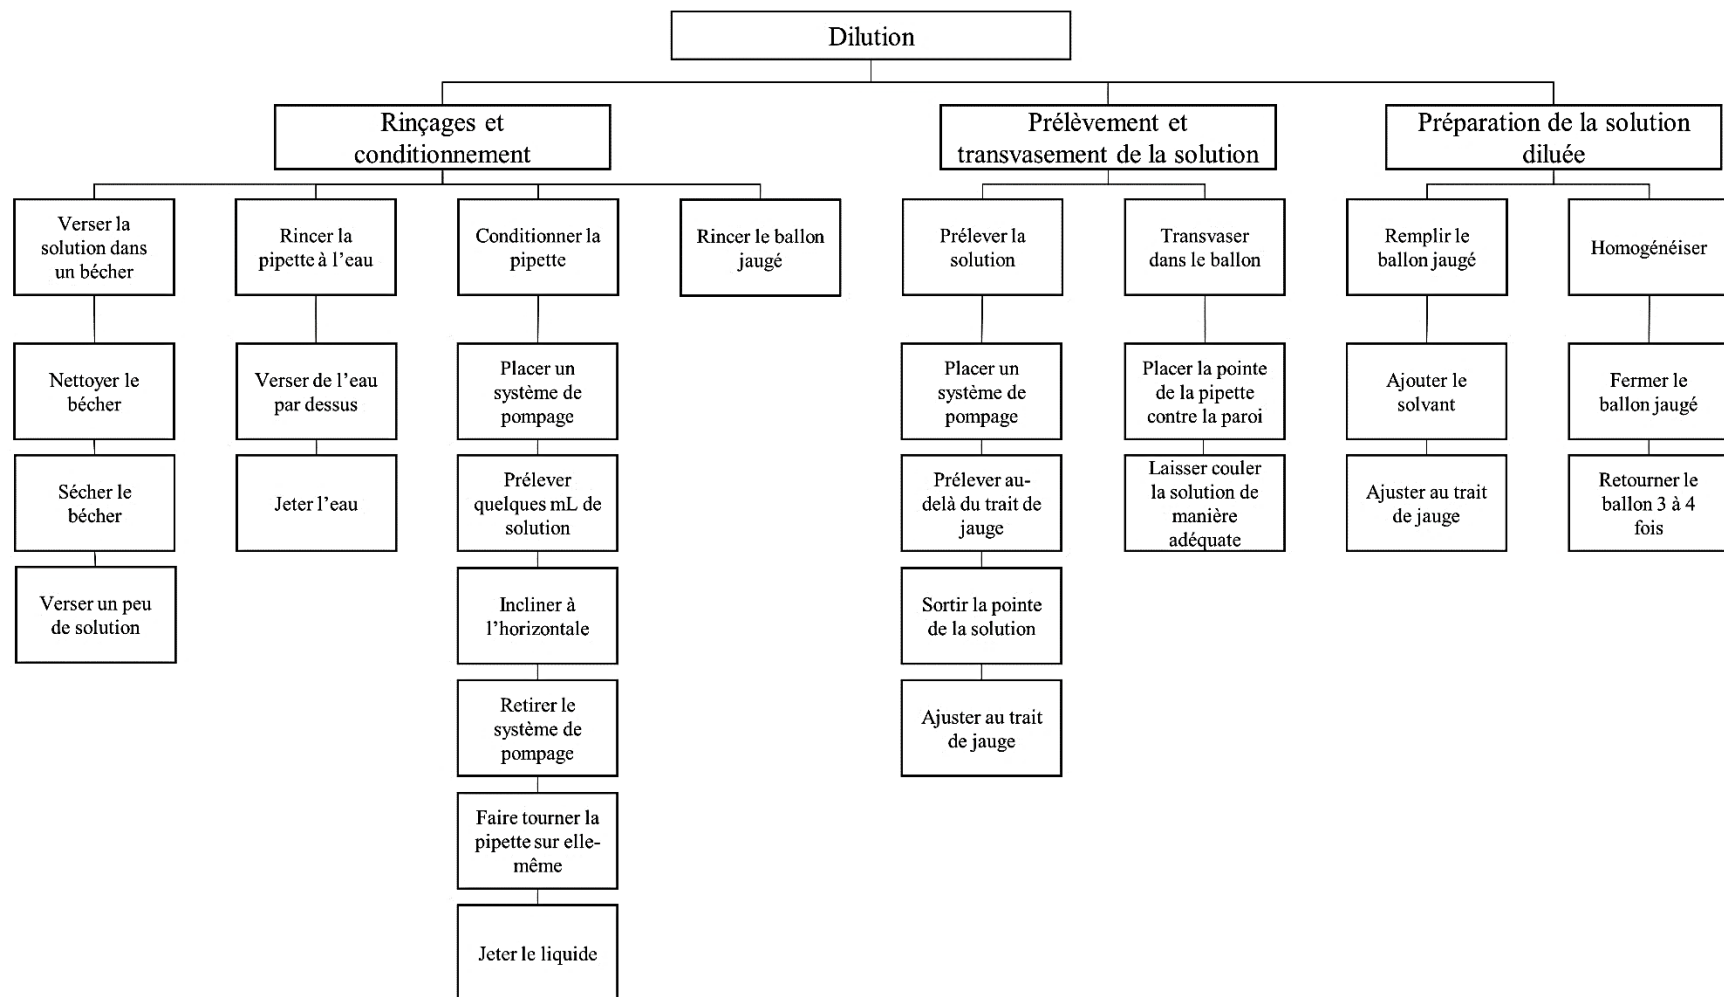 Dilution
Rinçages et
conditionnement
Prélèvement et
transvasement de la solution
Préparation de la solution
diluée
Verser la
solution dans
un bécher
Rincer la
pipette à l'eau
Conditionner la
pipette
Rincer le ballon
jaugé
Prélever la
solution
Transvaser
dans le ballon
Remplir le
ballon jaugé
Homogénéiser
Nettoyer le
bécher
Verser de l'eau
par dessus
Placer un
système de
pompage
Placer un
système de
pompage
Placer la pointe
de la pipette
contre la paroi
Ajouter le
solvant
Fermer le
ballon jaugé
Sécher le
bécher
Jeter l'eau
Prélever
quelques mL de
solution
Prélever au-
delà du trait de
jauge
Laisser couler
la solution de
manière
adéquate
Ajuster au trait
de jauge
Retourner le
ballon 3 à 4
fois
Verser un peu
de solution
Incliner à
l'horizontale
Sortir la pointe
de la solution
Retirer le
système de
pompage
Ajuster au trait
de jauge
Faire tourner la
pipette sur elle-
même
Jeter le liquide